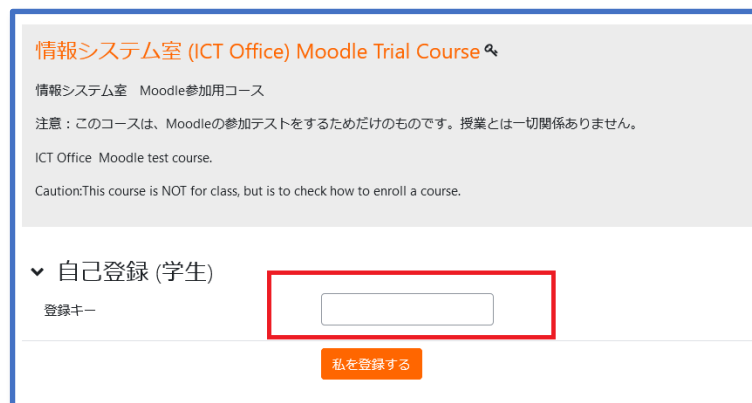 情報システム室 (ICT Office) Moodle Trial Course
情報システム室　Moodle参加用コース
注意：このコースは、Moodleの参加テストをするためだけのものです。授業とは一切関係ありません。
ICT Office  Moodle test course.
Caution:This course is NOT for class, but is to check how to enroll a course.
自己登録 (学生)
登録キー
私を登録する